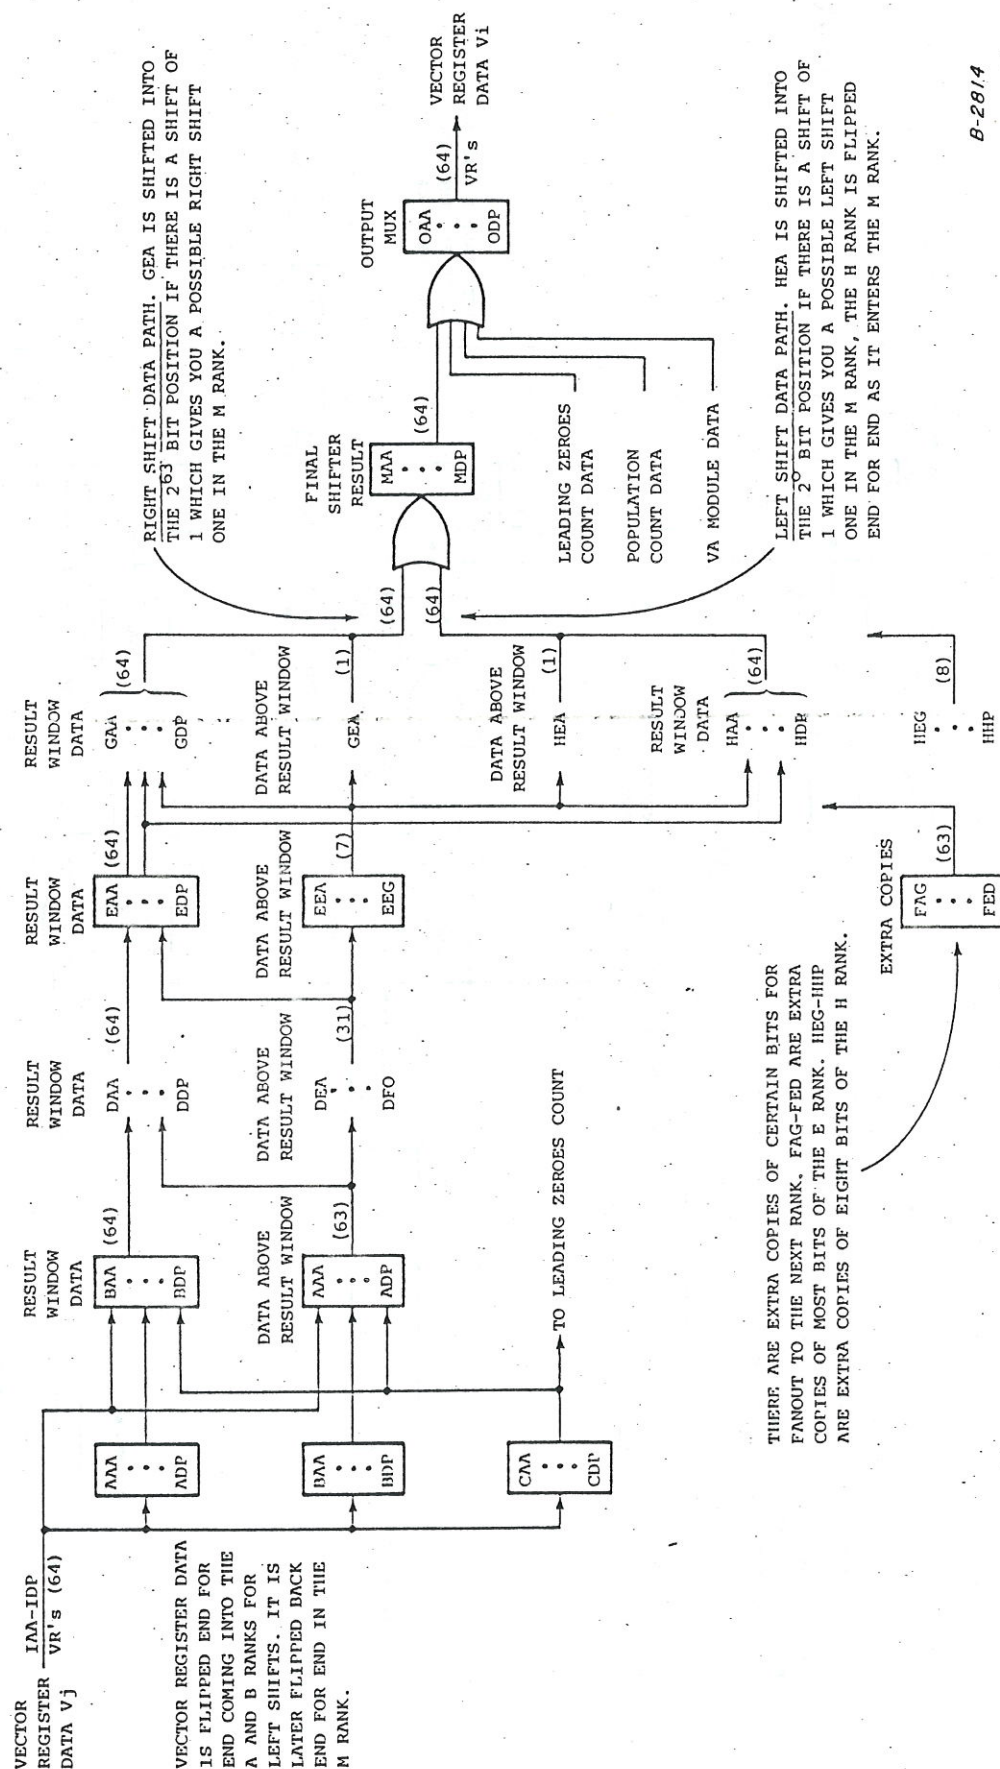 VECTOR
REGISTER
DATA Vj
IAA-IDP
VR's (64)
VECTOR REGISTER DATA
IS FLIPPED END FOR
END COMING INTO THE
A AND B RANKS FOR
LEFT SHIFTS. IT IS
LATER FLIPPED BACK
END FOR END IN THE
M RANK.
AAA
ADP
BAA
BDP
CAA
CDP
RESULT
WINDOW
DATA
BAA
BDP
(64)
DATA ABOVE
RESULT WINDOW
AAA
ADP
(63)
TO LEADING ZEROES COUNT
RESULT
WINDOW
DATA
DAA
DDP
(64)
DATA ABOVE
RESULT WINDOW
DEA
DFO
(31)
RESULT
WINDOW
DATA
EAA
EDP
(64)
DATA ABOVE
RESULT WINDOW
EEA
EEG
(7)
RESULT
WINDOW
DATA
GAA
GDP
(64)
DATA ABOVE
RESULT WINDOW
GEA
(1)
DATA ABOVE
RESULT WINDOW
HEA
(1)
RESULT
WINDOW
DATA
HAA
HDP
(64)
HEG
HHP
(8)
EXTRA COPIES
FAG
FED
(63)
THERE ARE EXTRA COPIES OF CERTAIN BITS FOR
FANOUT TO THE NEXT RANK. FAG-FED ARE EXTRA
COPIES OF MOST BITS OF THE E RANK. HEG-HHP
ARE EXTRA COPIES OF EIGHT BITS OF THE H RANK.
(64)
(64)
FINAL
SHIFTER
RESULT
MAA
MDP
(64)
LEADING ZEROES
COUNT DATA
POPULATION
COUNT DATA
VA MODULE DATA
OUTPUT
MUX
OAA
ODP
(64)
VR's
VECTOR
REGISTER
DATA Vi
RIGHT SHIFT DATA PATH. GEA IS SHIFTED INTO
THE 2^63 BIT POSITION IF THERE IS A SHIFT OF
1 WHICH GIVES YOU A POSSIBLE RIGHT SHIFT
ONE IN THE M RANK.
LEFT SHIFT DATA PATH. HEA IS SHIFTED INTO
THE 2^0 BIT POSITION IF THERE IS A SHIFT OF
1 WHICH GIVES YOU A POSSIBLE LEFT SHIFT
ONE IN THE M RANK, THE H RANK IS FLIPPED
END FOR END AS IT ENTERS THE M RANK.
B-2814